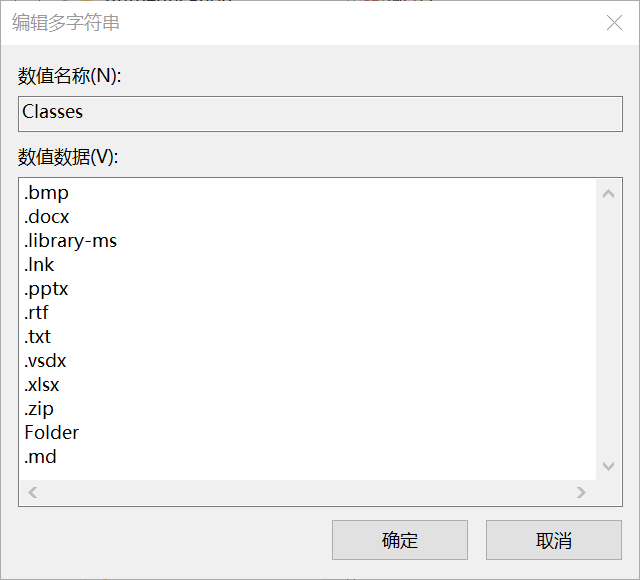 编辑多字符串
数值名称(N):
Classes
数值数据(V):
.bmp
.docx
.library-ms
.lnk
.pptx
.rtf
.txt
.vsdx
.xlsx
.zip
Folder
.md
确定
取消